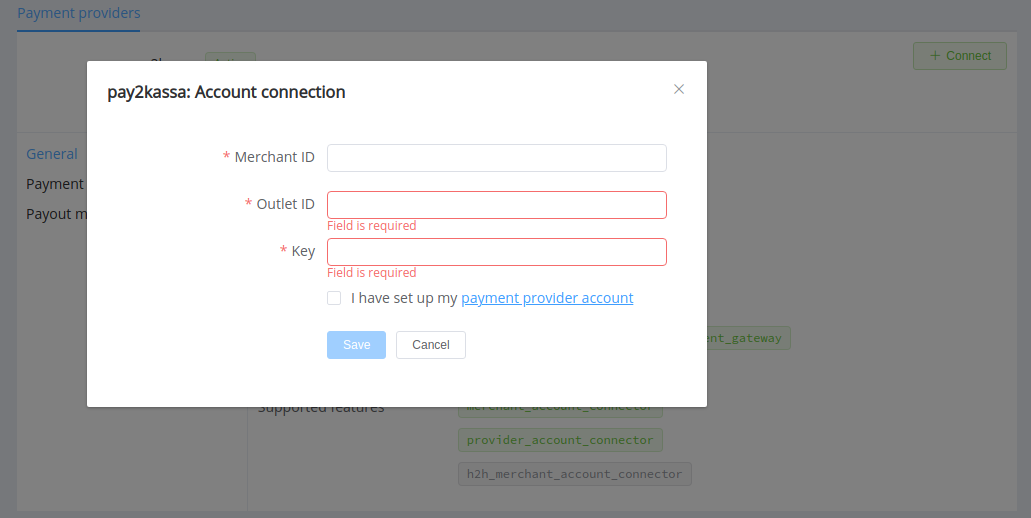 Payment providers
+ Connect
pay2kassa: Account connection
General
* Merchant ID
Payment
* Outlet ID
Payout m
Field is required
* Key
Field is required
I have set up my payment provider account
Save
Cancel
ent_gateway
Supported features
merchant_account_connector
provider_account_connector
h2h_merchant_account_connector